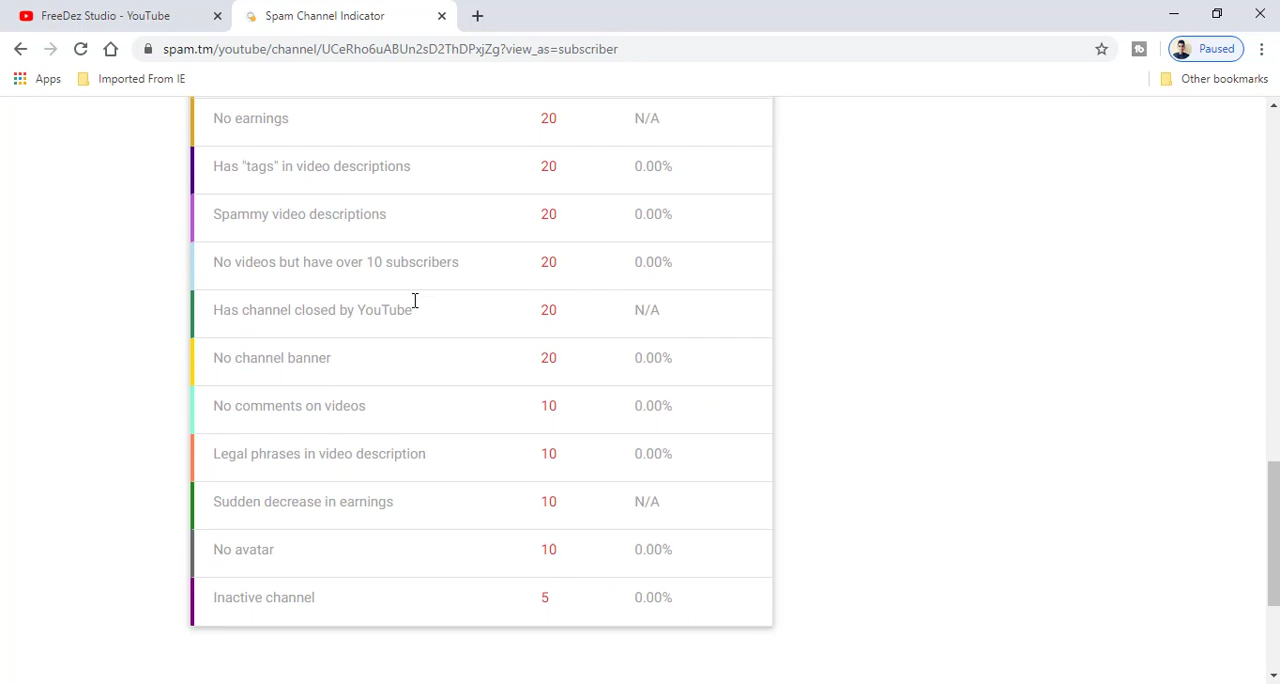 FreeDez Studio - YouTube
Spam Channel Indicator
spam.tm/youtube/channel/UCeRho6uABUn2sD2ThDPxjZg?view_as=subscriber
Paused
Apps
Imported From IE
Other bookmarks
No earnings 20 N/A
Has "tags" in video descriptions 20 0.00%
Spammy video descriptions 20 0.00%
No videos but have over 10 subscribers 20 0.00%
Has channel closed by YouTube 20 N/A
No channel banner 20 0.00%
No comments on videos 10 0.00%
Legal phrases in video description 10 0.00%
Sudden decrease in earnings 10 N/A
No avatar 10 0.00%
Inactive channel 5 0.00%